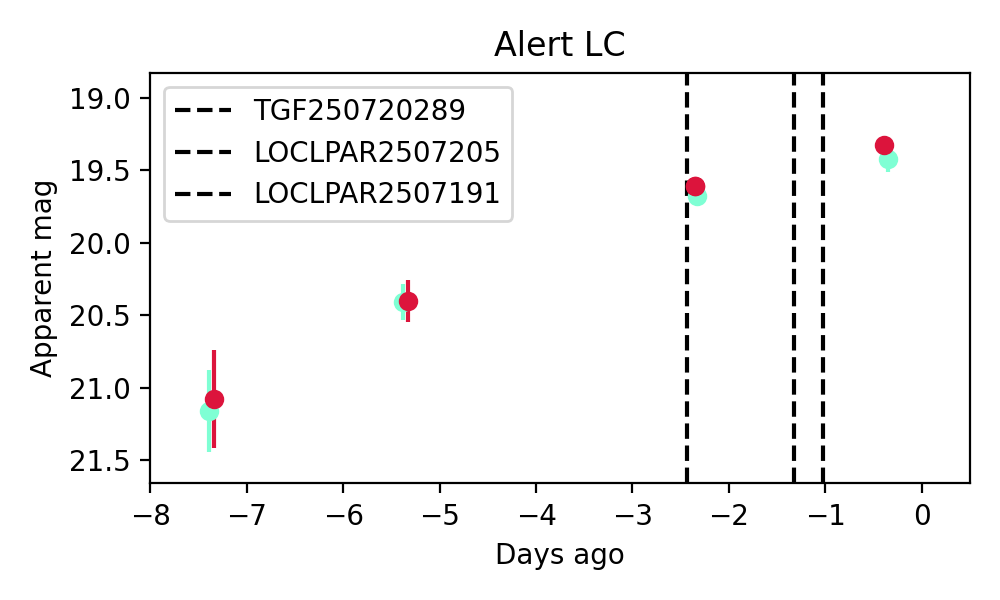 Alert LC
TGF250720289
LOCLPAR2507205
LOCLPAR2507191
Apparent mag
19.0
19.5
20.0
20.5
21.0
21.5
−8
−7
−6
−5
−4
−3
−2
−1
0
Days ago